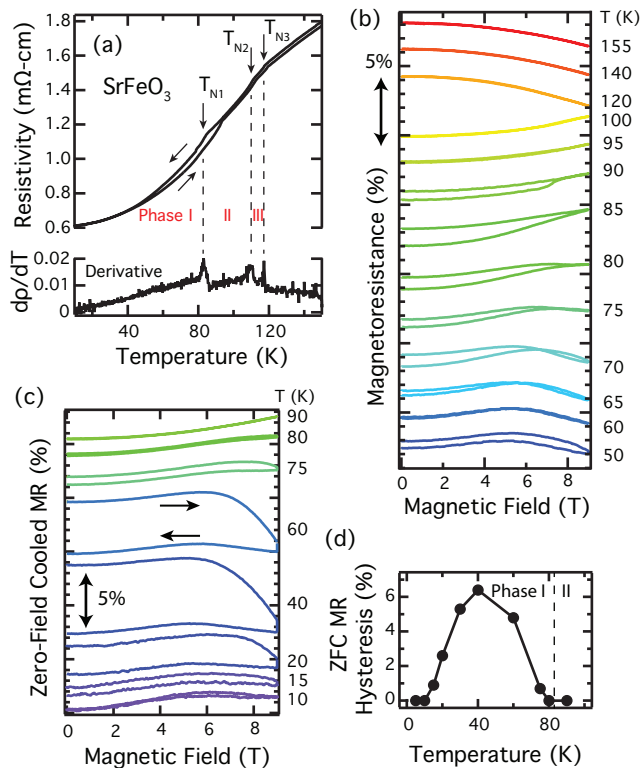 (a)
SrFeO3
TN1
TN2
TN3
Resistivity (mΩ-cm)
1.8
1.6
1.4
1.2
1.0
0.8
0.6
Phase I
II
III
dρ/dT
0.02
0.01
0
Derivative
40
80
120
Temperature (K)
(b)
T (K)
5%
Magnetoresistance (%)
155
140
120
100
95
90
85
80
75
70
65
60
50
0
2
4
6
8
Magnetic Field (T)
(c)
T (K)
Zero-Field Cooled MR (%)
5%
90
80
75
60
40
20
15
10
0
2
4
6
8
Magnetic Field (T)
(d)
ZFC MR
Hysteresis (%)
6
4
2
0
Phase I
II
0
40
80
Temperature (K)